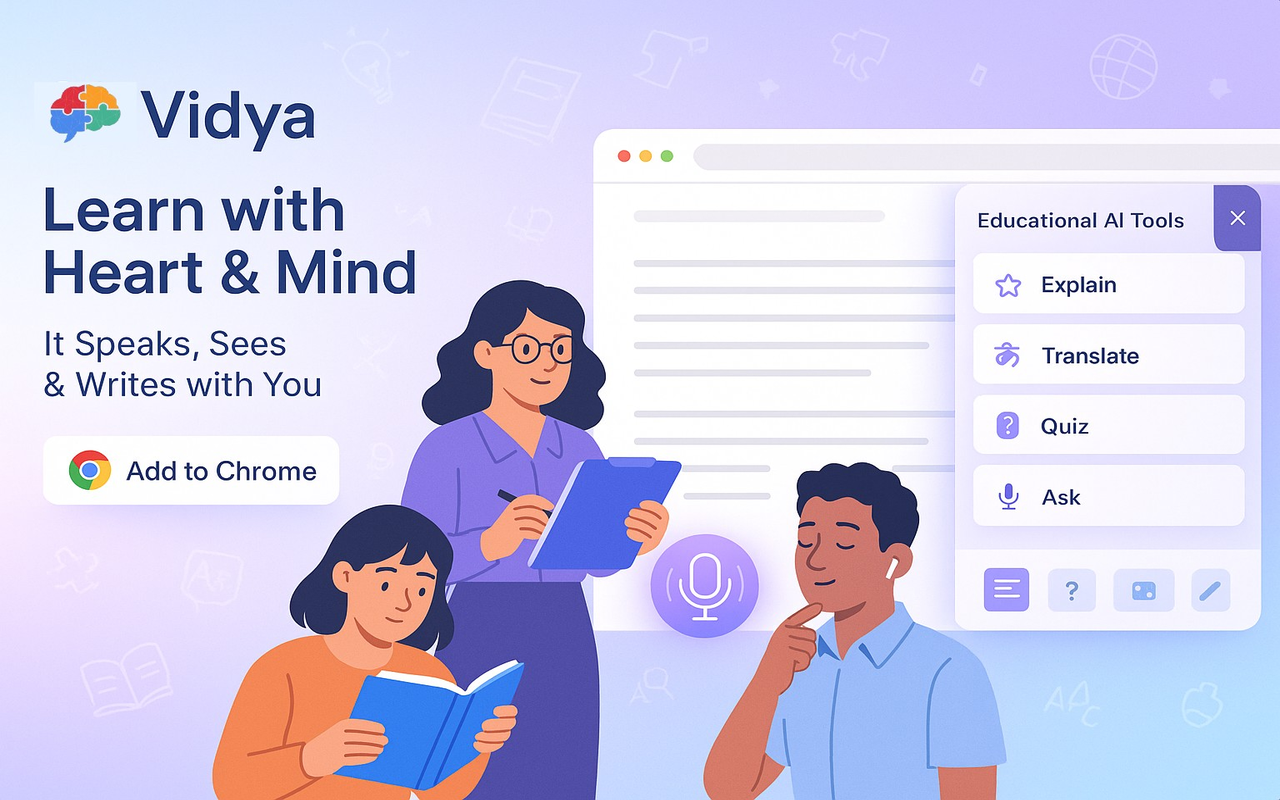 Vidya
Learn with
Heart & Mind
It Speaks, Sees
& Writes with You
Add to Chrome
Educational AI Tools
Explain
Translate
? Quiz
Ask
?